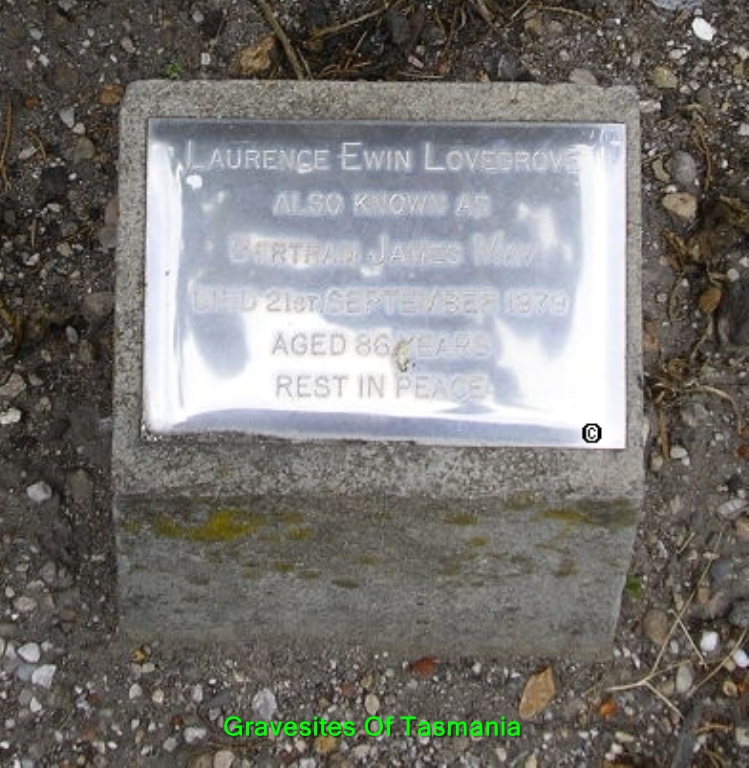 LAURENCE EWIN LOVEGROVE
ALSO KNOWN AS
BERTRAM JAMES MAY
DIED 21ST SEPTEMBER 1979
AGED 86 YEARS
REST IN PEACE
©
Gravesites Of Tasmania